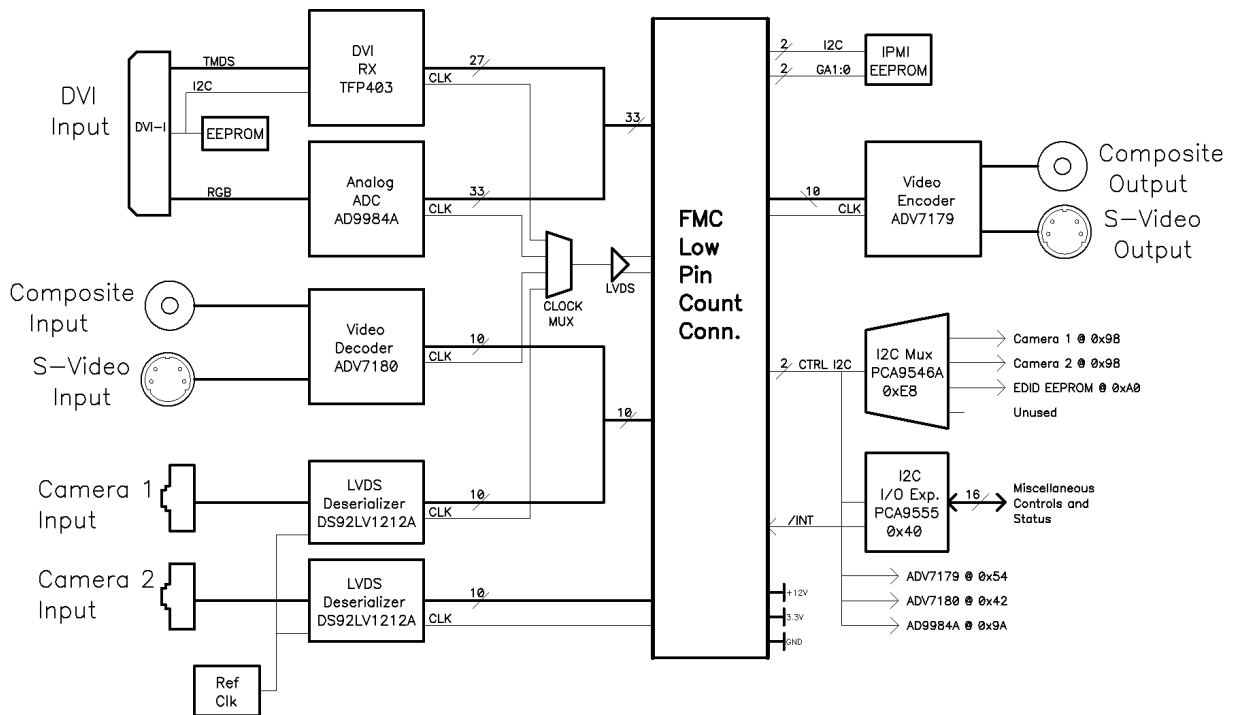 DVI
Input
DVI-I
TMDS
I2C
EEPROM
RGB
DVI
RX
TFP403
27
CLK
Analog
ADC
AD9984A
33
CLK
33
Composite
Input
S-Video
Input
Video
Decoder
ADV7180
10
CLK
CLOCK
MUX
LVDS
10
Camera 1
Input
LVDS
Deserializer
DS92LV1212A
10
CLK
Camera 2
Input
LVDS
Deserializer
DS92LV1212A
10
CLK
Ref
Clk
FMC
Low
Pin
Count
Conn.
2
I2C
2
GA1:0
IPMI
EEPROM
10
CLK
Video
Encoder
ADV7179
Composite
Output
S-Video
Output
2
CTRL I2C
I2C Mux
PCA9546A
0xE8
Camera 1 @ 0x98
Camera 2 @ 0x98
EDID EEPROM @ 0xA0
Unused
/INT
I2C
I/O Exp.
PCA9555
0x40
16
Miscellaneous
Controls and
Status
ADV7179 @ 0x54
ADV7180 @ 0x42
AD9984A @ 0x9A
+12V
3.3V
GND